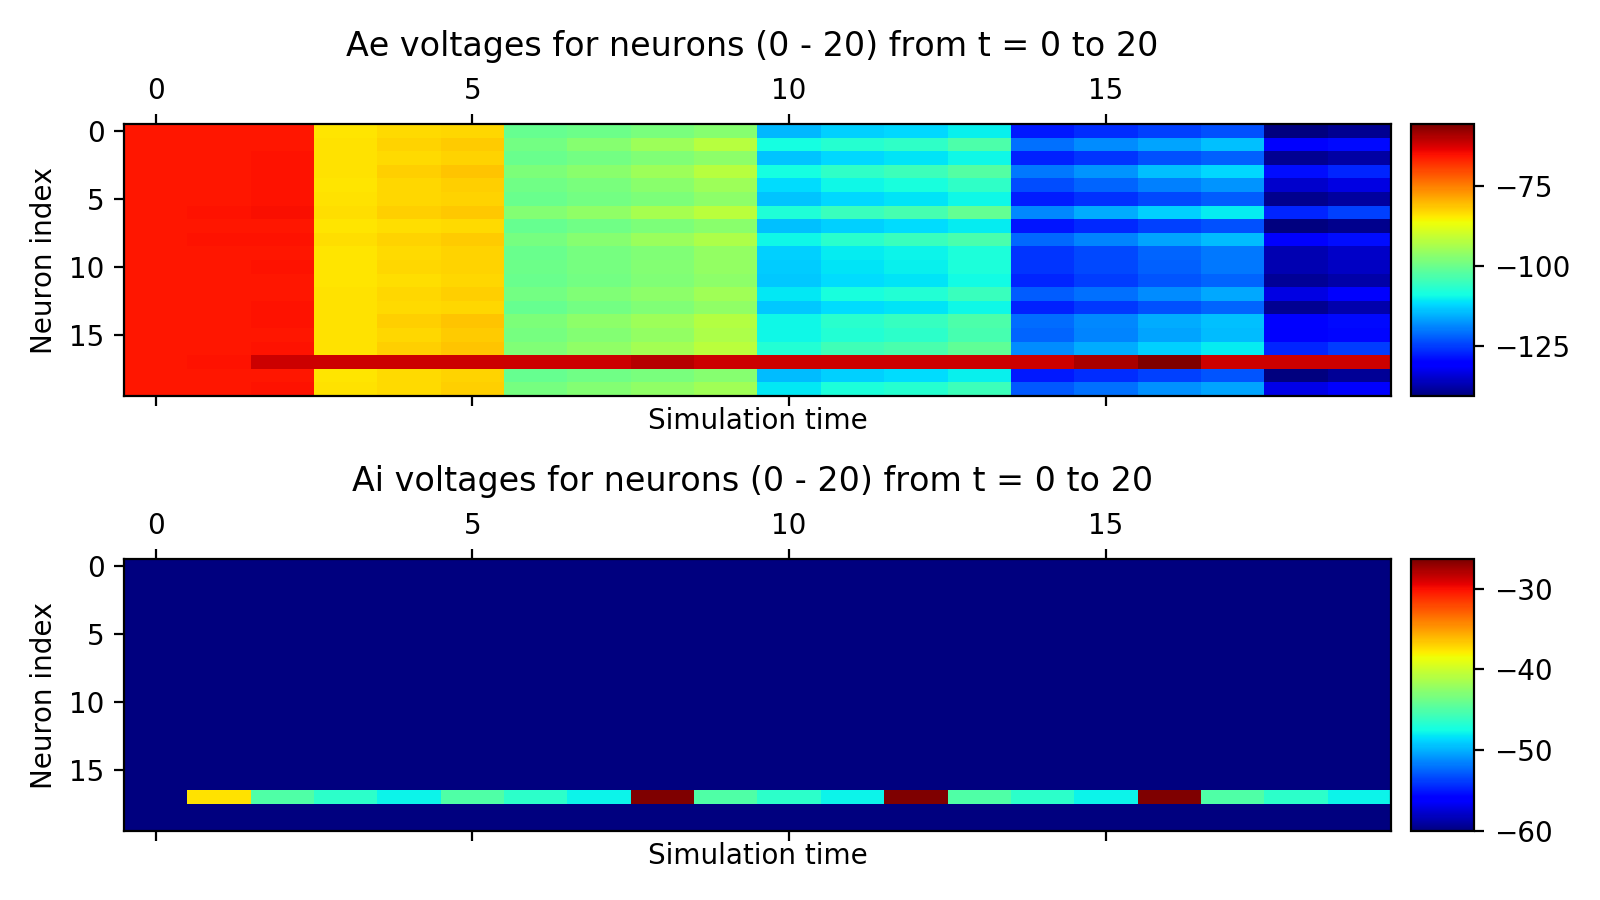 Ae voltages for neurons (0 - 20) from t = 0 to 20
0 5 10 15
Neuron index
0
5
10
15
−75
−100
−125
Simulation time
Ai voltages for neurons (0 - 20) from t = 0 to 20
0 5 10 15
Neuron index
0
5
10
15
−30
−40
−50
−60
Simulation time